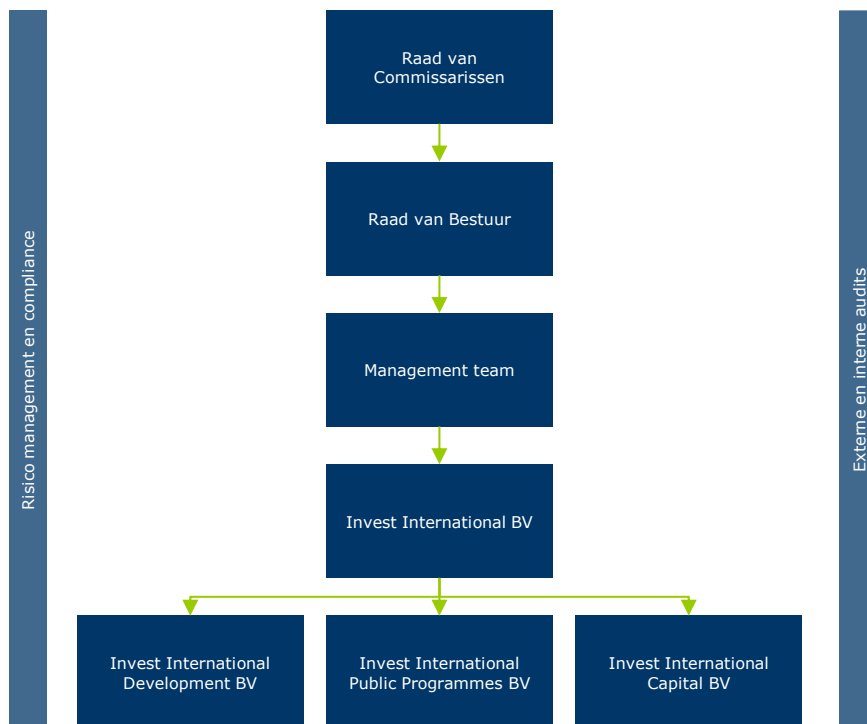 Raad van
Commissarissen
Raad van Bestuur
Management team
Invest International BV
Invest International
Development BV
Invest International
Public Programmes BV
Invest International
Capital BV
Risico management en compliance
Externe en interne audits